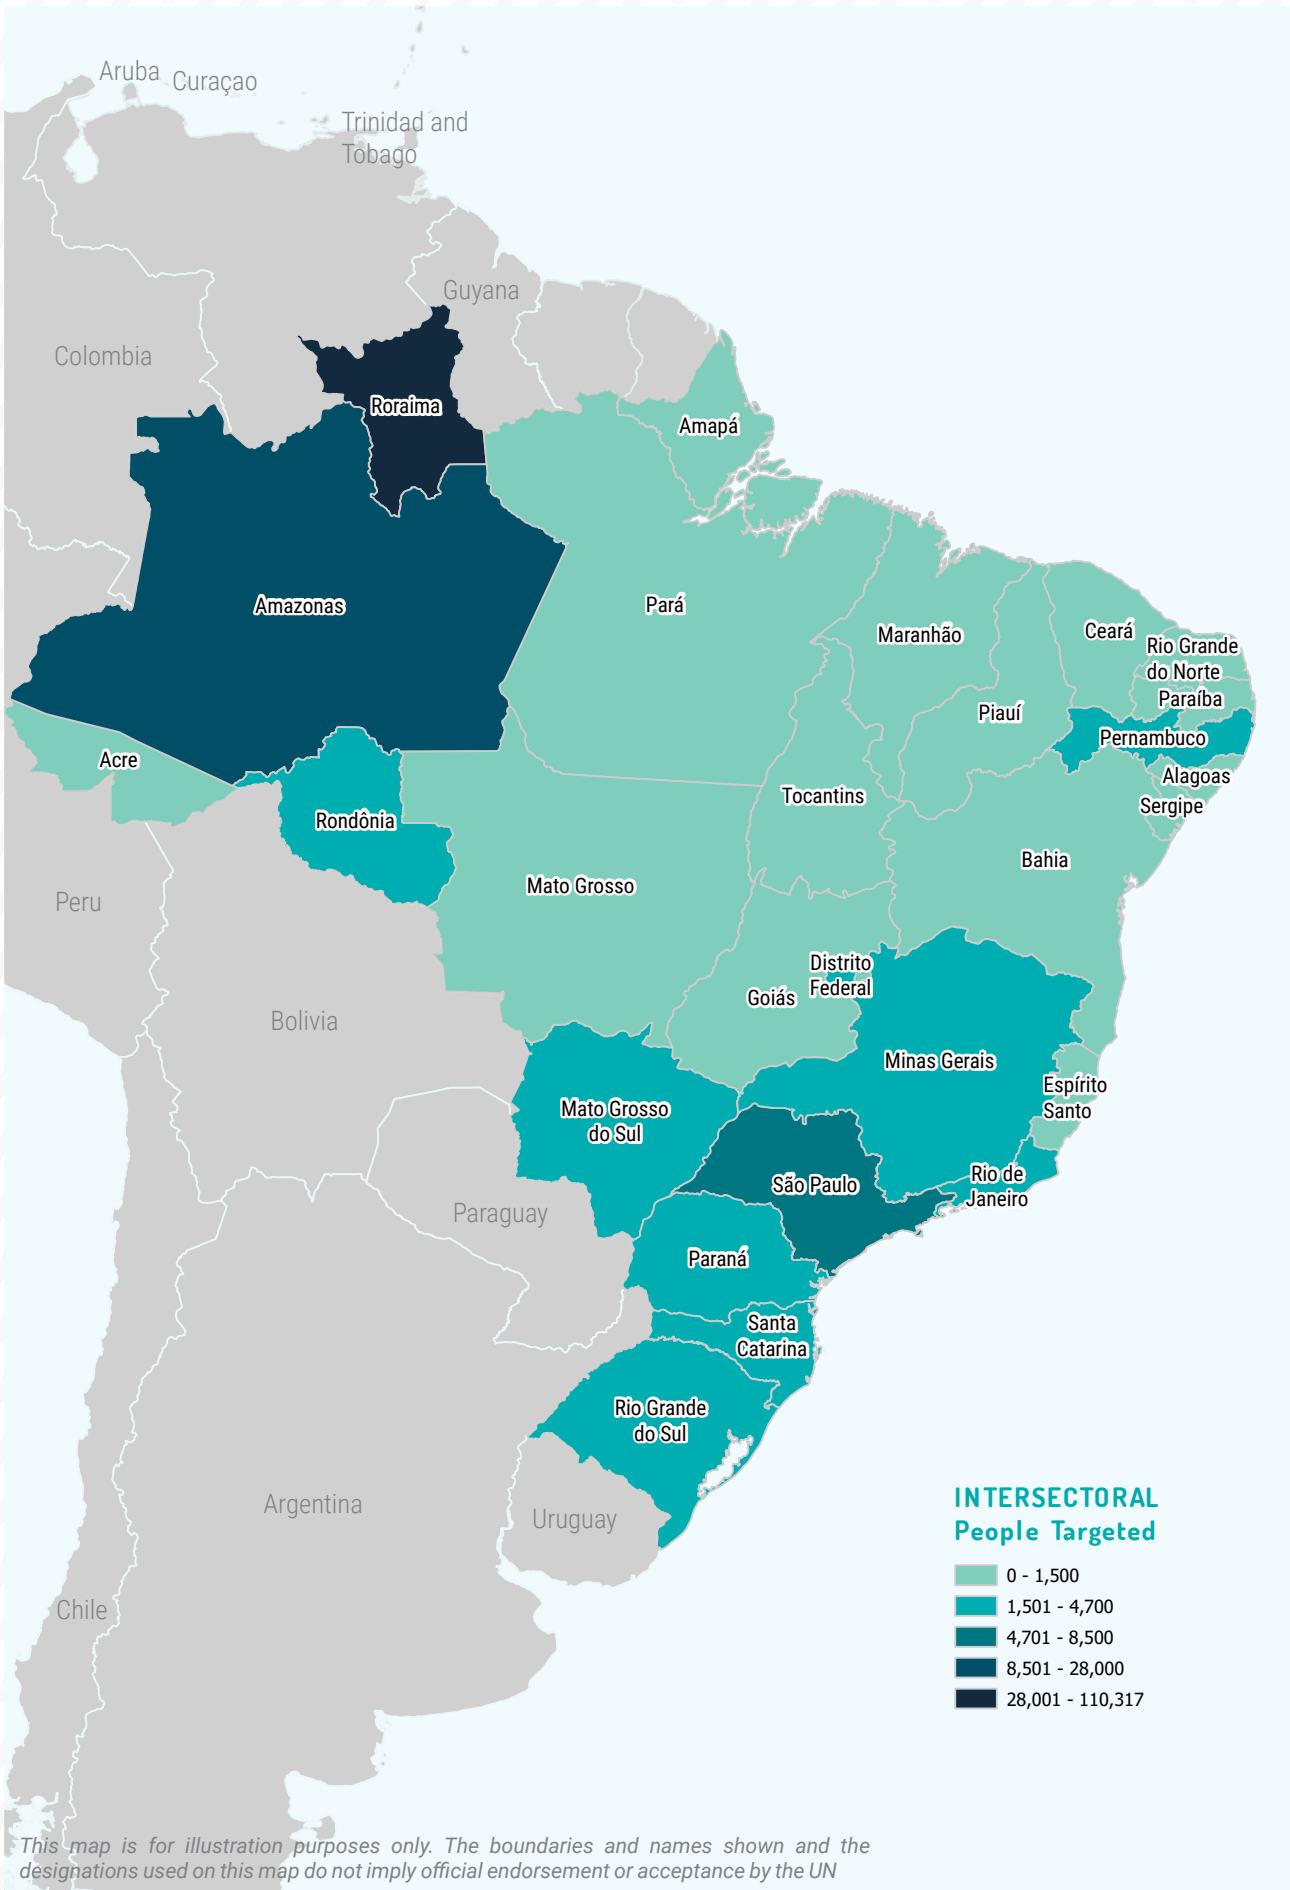 Aruba
Curaçao
Trinidad and
Tobago
Guyana
Colombia
Roraima
Amapá
Amazonas
Pará
Maranhão
Ceará
Rio Grande
do Norte
Paraíba
Piauí
Pernambuco
Acre
Alagoas
Tocantins
Sergipe
Rondônia
Bahia
Mato Grosso
Peru
Distrito
Federal
Goiás
Bolivia
Minas Gerais
Espírito
Santo
Mato Grosso
do Sul
Rio de
Janeiro
São Paulo
Paraguay
Paraná
Santa
Catarina
Rio Grande
do Sul
Argentina
Uruguay
Chile
INTERSECTORAL
People Targeted
0 - 1,500
1,501 - 4,700
4,701 - 8,500
8,501 - 28,000
28,001 - 110,317
This map is for illustration purposes only. The boundaries and names shown and the
designations used on this map do not imply official endorsement or acceptance by the UN